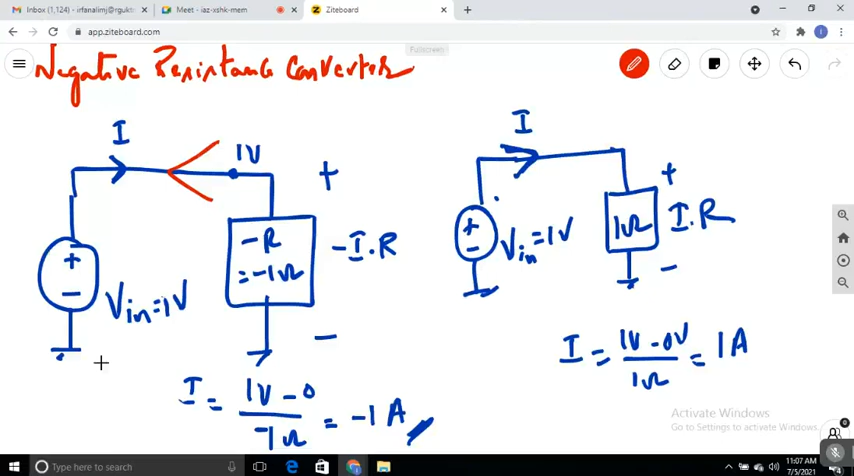 Inbox (1,124) - irfanalimj@rgukt
Meet - iaz-xshk-mem
Ziteboard
app.ziteboard.com
Fullscreen
Negative Resistance Converter
I
1V
+
-R
=-1Ω
-I.R
+
-
Vin=1V
-
I = 1V-0 / -1Ω = -1 A
I
+
-
Vin=1V
1Ω
+
I.R
-
I = 1V-0V / 1Ω = 1A
Activate Windows
Go to Settings to activate Windows.
Type here to search
11:07 AM
7/5/2021